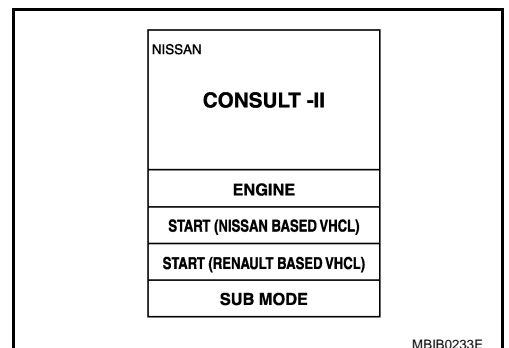 NISSAN
CONSULT -II
ENGINE
START (NISSAN BASED VHCL)
START (RENAULT BASED VHCL)
SUB MODE
MBIB0233E